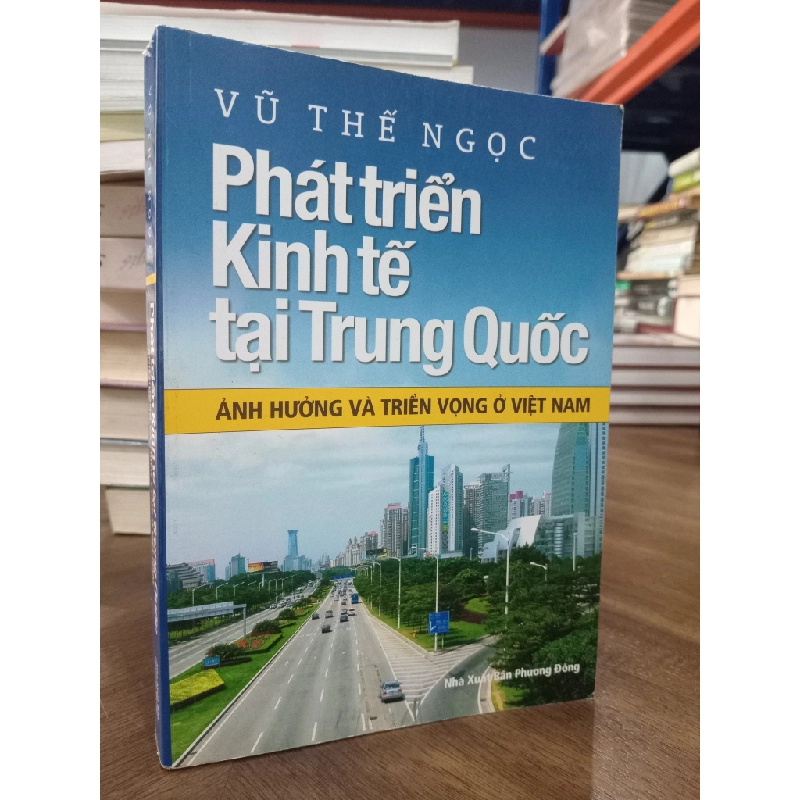 VŨ THẾ NGỌC
Phát triển
Kinh tế
tại Trung Quốc
ẢNH HƯỞNG VÀ TRIỂN VỌNG Ở VIỆT NAM
Nhà Xuất Bản Phương Đông